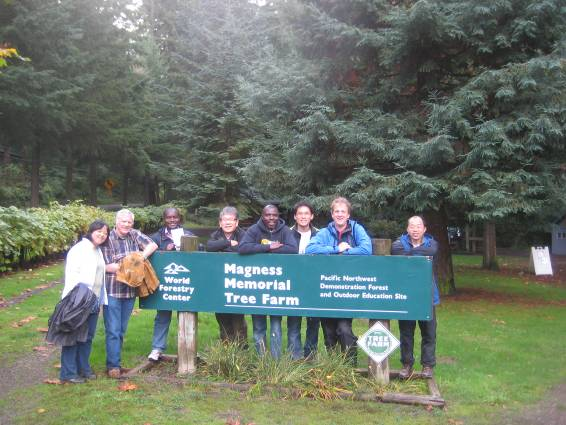 World
Forestry
Center
Magness
Memorial
Tree Farm
Pacific Northwest
Demonstration Forest
and Outdoor Education Site
TREE
FARM